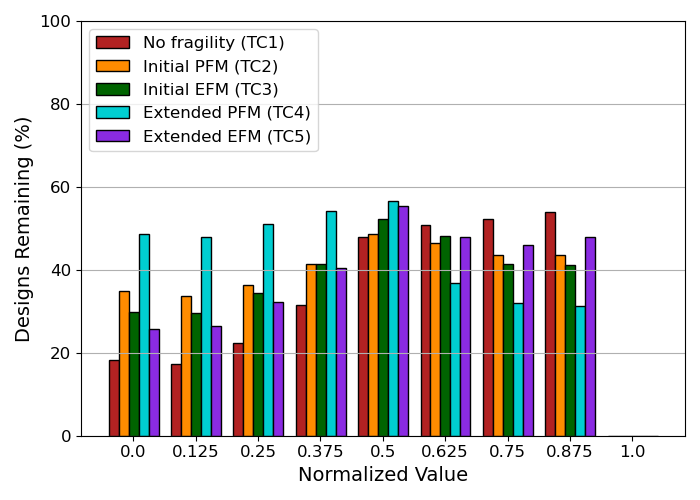 100
80
60
40
20
0
Designs Remaining (%)
No fragility (TC1)
Initial PFM (TC2)
Initial EFM (TC3)
Extended PFM (TC4)
Extended EFM (TC5)
0.0 0.125 0.25 0.375 0.5 0.625 0.75 0.875 1.0
Normalized Value